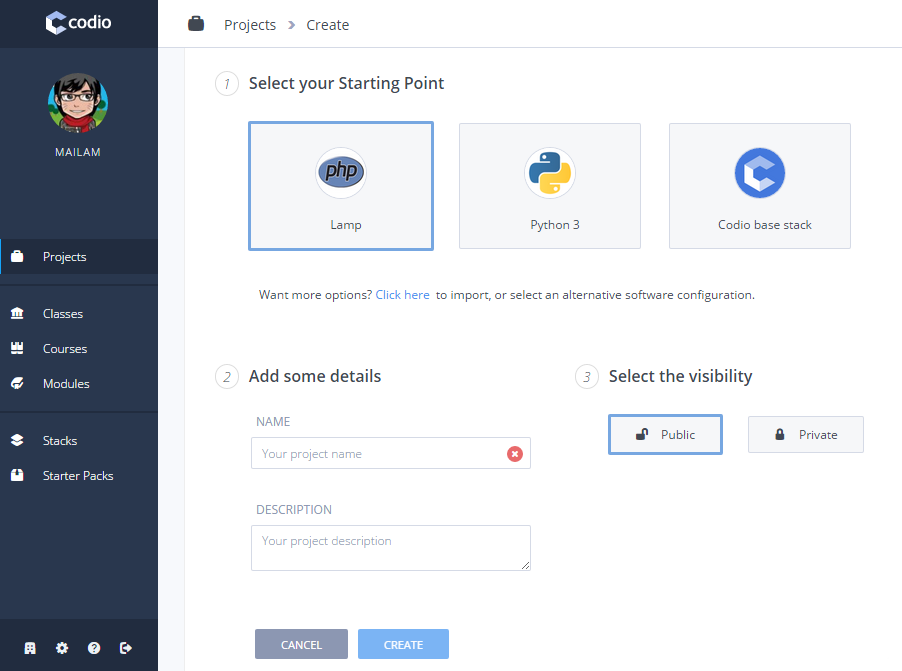 codio
MAILAM
Projects
Classes
Courses
Modules
Stacks
Starter Packs
Projects > Create
1 Select your Starting Point
php
Lamp
Python 3
Codio base stack
Want more options? Click here to import, or select an alternative software configuration.
2 Add some details
NAME
Your project name
DESCRIPTION
Your project description
CANCEL
CREATE
3 Select the visibility
Public
Private